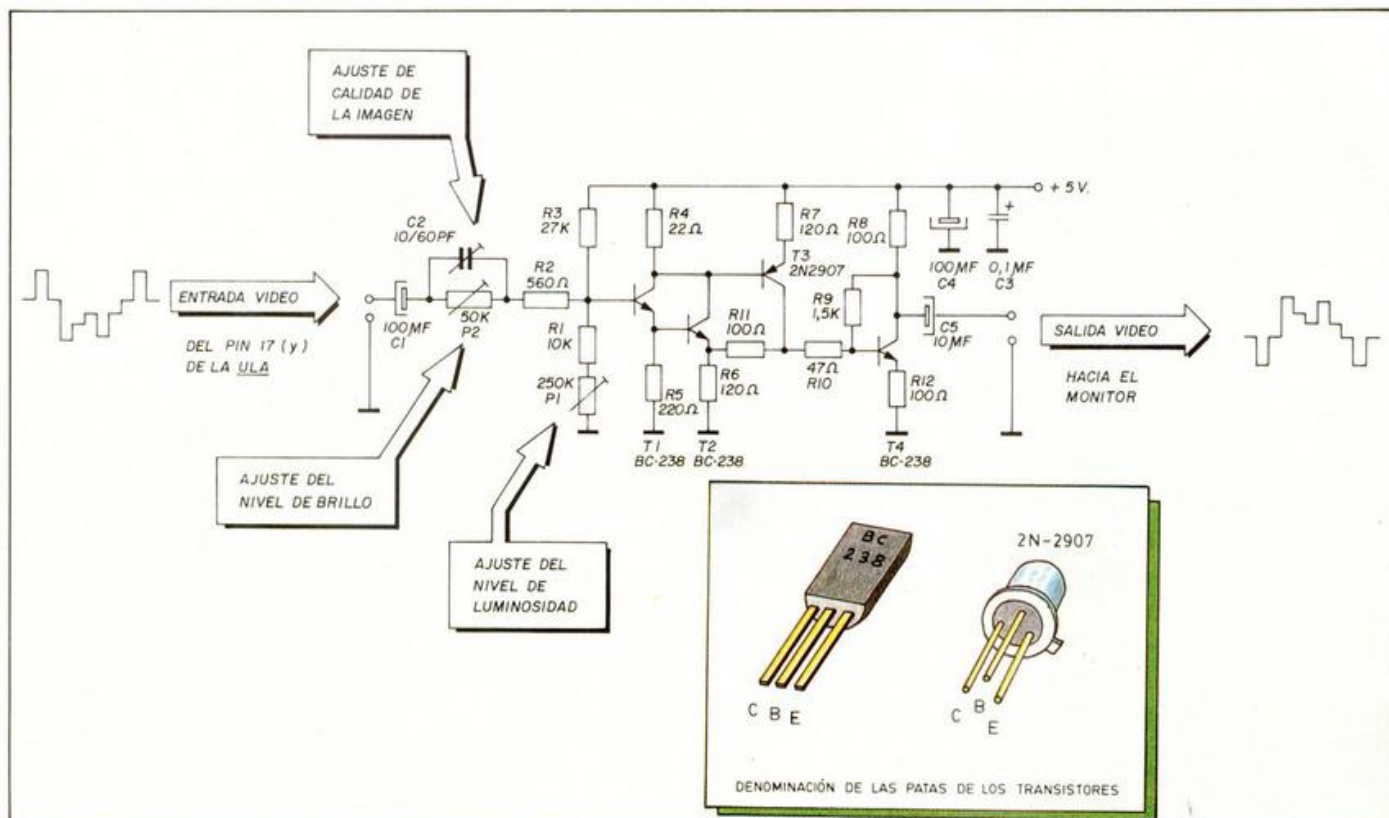 AJUSTE DE
CALIDAD DE
LA IMAGEN
C2
10/60PF
R3
27K
R4
22Ω
R7
120Ω
R8
100Ω
+ 5V.
T3
2N2907
R2
560Ω
ENTRADA VIDEO
DEL PIN 17 (y)
DE LA ULA
100MF
C1
50K
P2
R1
10K
250K
P1
R11
100Ω
R9
1,5K
100MF
C4
0,1MF
C3
+
C5
10MF
SALIDA VIDEO
HACIA EL
MONITOR
R5
220Ω
R6
120Ω
47Ω
R10
R12
100Ω
T1
BC-238
T2
BC-238
T4
BC-238
AJUSTE DEL
NIVEL DE BRILLO
AJUSTE DEL
NIVEL DE
LUMINOSIDAD
BC
238
2N-2907
C B E
C B E
DENOMINACIÓN DE LAS PATAS DE LOS TRANSISTORES